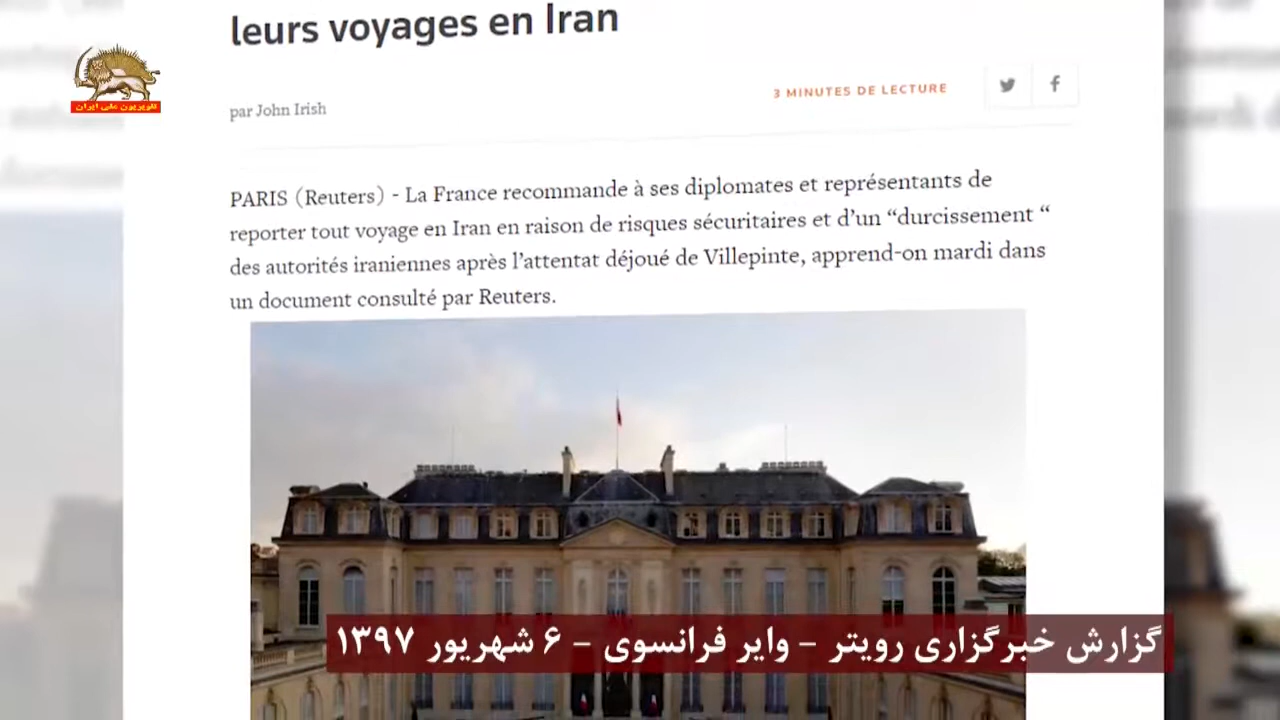 leurs voyages en Iran
تلویزیون ملی ایران
par John Irish
3 MINUTES DE LECTURE
PARIS (Reuters) - La France recommande à ses diplomates et représentants de
reporter tout voyage en Iran en raison de risques sécuritaires et d’un “durcissement “
des autorités iraniennes après l’attentat déjoué de Villepinte, apprend-on mardi dans
un document consulté par Reuters.
گزارش خبرگزاری رویتر – وایر فرانسوی – ۶ شهریور ۱۳۹۷